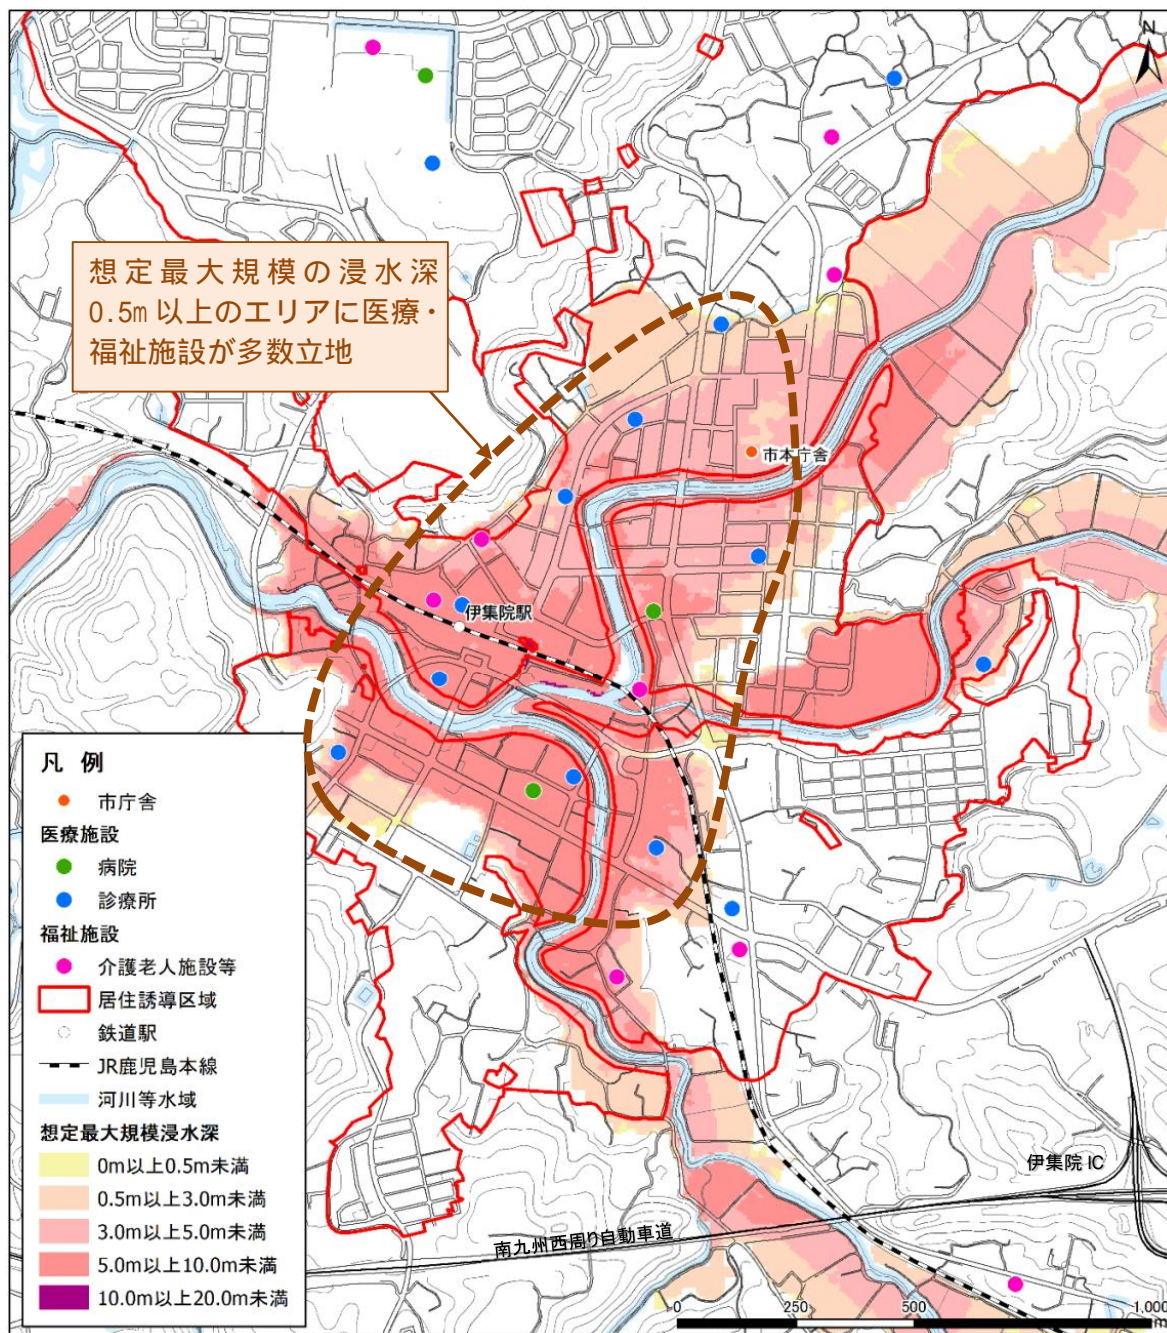 N
想定最大規模の浸水深
0.5m以上のエリアに医療・
福祉施設が多数立地
市本庁舎
伊集院駅
凡 例
市庁舎
医療施設
病院
診療所
福祉施設
介護老人施設等
居住誘導区域
鉄道駅
JR鹿児島本線
河川等水域
想定最大規模浸水深
0m以上0.5m未満
0.5m以上3.0m未満
3.0m以上5.0m未満
5.0m以上10.0m未満
10.0m以上20.0m未満
伊集院 IC
南九州西周り自動車道
0 250 500 1,000
m